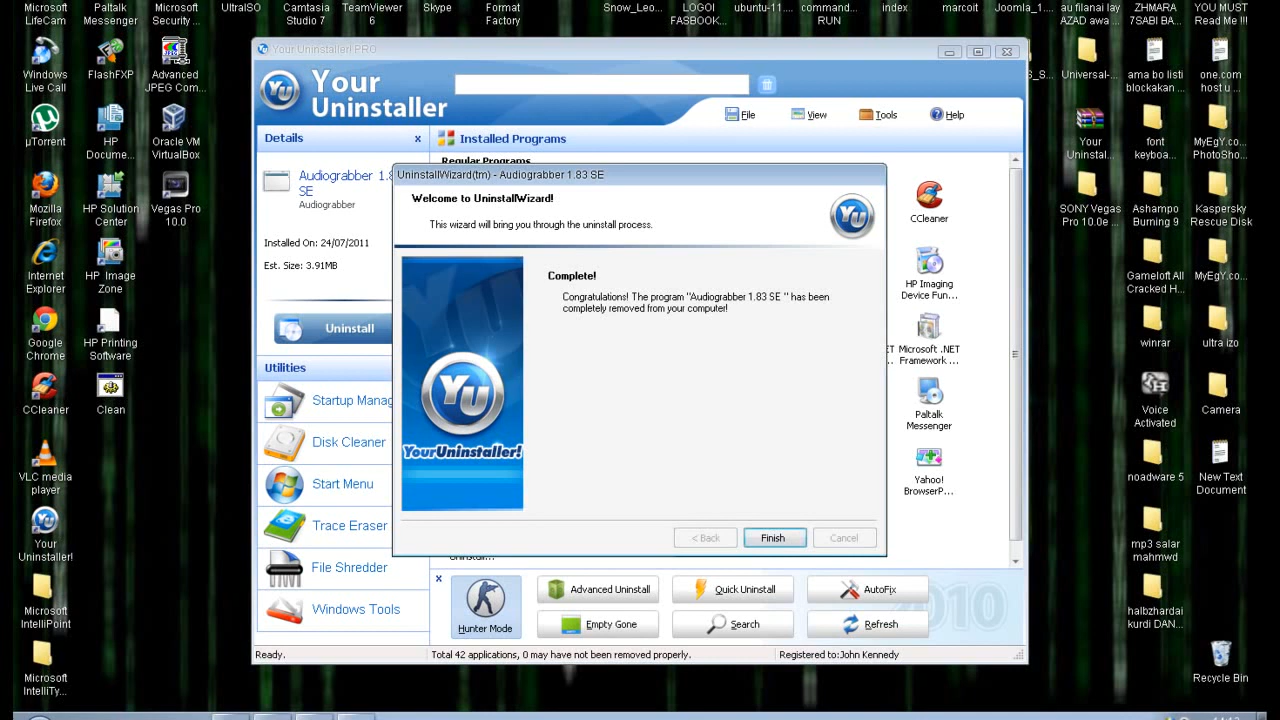 Microsoft LifeCam
Paltalk Messenger
Microsoft Security ...
UltraISO
Camtasia Studio 7
TeamViewer 6
Skype
Format Factory
Snow_Leo...
LOGOI FASBOOK...
ubuntu-11....
command... RUN
index
marcoit
Joomla_1....
au filanai lay AZAD awa ...
ZHMARA 7SABI BA...
YOU MUST Read Me !!!
Windows Live Call
FlashFXP
Advanced JPEG Com...
µTorrent
HP Docume...
Oracle VM VirtualBox
Mozilla Firefox
HP Solution Center
Vegas Pro 10.0
Internet Explorer
HP Image Zone
Google Chrome
HP Printing Software
CCleaner
Clean
VLC media player
Your Uninstaller!
Microsoft IntelliPoint
Microsoft IntelliTy...
Your Uninstaller! PRO
Your
Uninstaller
File
View
Tools
Help
Details
x
Installed Programs
Regular Programs
Audiograbber 1.8
SE
Audiograbber
Installed On: 24/07/2011
Est. Size: 3.91MB
Uninstall
Utilities
Startup Manag
Disk Cleaner
Start Menu
Trace Eraser
File Shredder
Windows Tools
UninstallWizard(tm) - Audiograbber 1.83 SE
Welcome to UninstallWizard!
This wizard will bring you through the uninstall process.
YU
YU
YourUninstaller!
Complete!
Congratulations! The program "Audiograbber 1.83 SE " has been
completely removed from your computer!
< Back
Finish
Cancel
CCleaner
HP Imaging
Device Fun...
ET Microsoft .NET
Framework ...
Paltalk
Messenger
Yahoo!
BrowserP...
Uninstall...
x
Hunter Mode
Advanced Uninstall
Quick Uninstall
AutoFix
Empty Gone
Search
Refresh
2010
Ready.
Total 42 applications, 0 may have not been removed properly.
Registered to:John Kennedy
S_S...
Universal-...
ama bo listi blockakan ...
one.com host u ...
Your Uninstal...
font keyboa...
MyEgY.co... PhotoSho...
SONY Vegas Pro 10.0e ...
Ashampo Burning ...
Kaspersky Rescue Disk
Gameloft All Cracked H...
MyEgY.co...
winrar
ultra izo
Voice Activated
Camera
noadware 5
New Text Document
mp3 salar mahmwd
halbzhardai kurdi DAN...
Recycle Bin